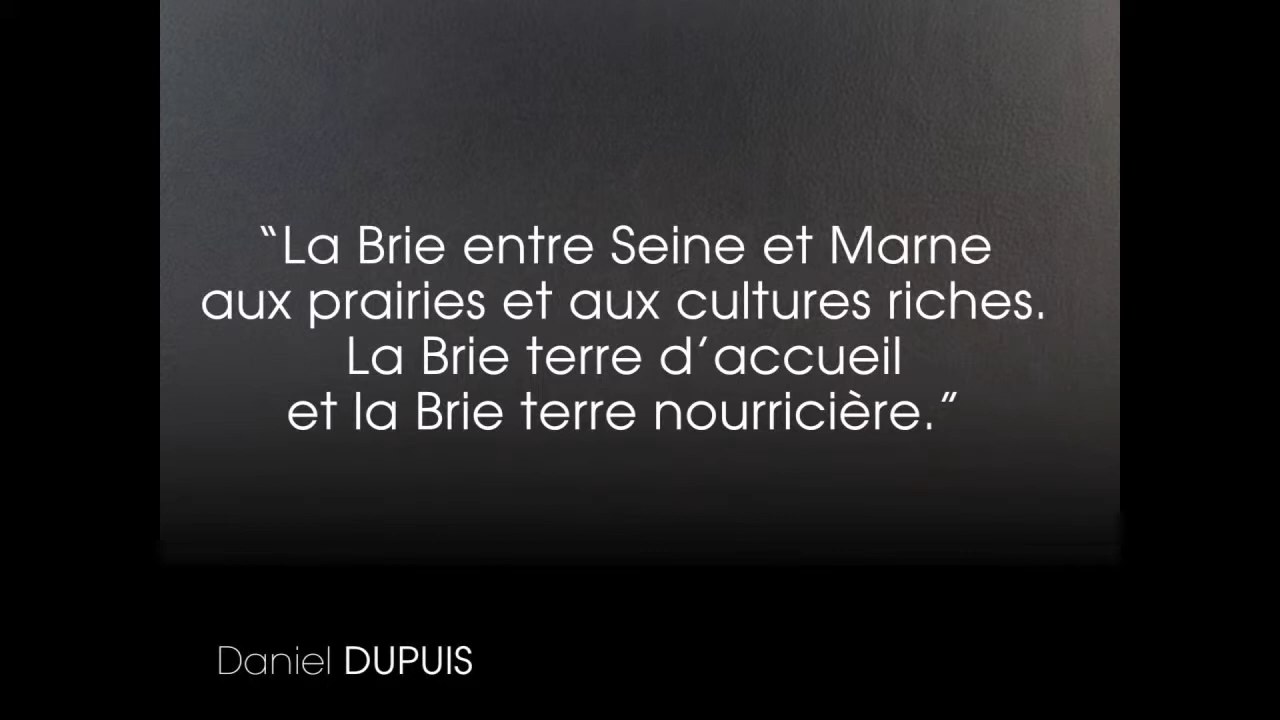 “La Brie entre Seine et Marne
aux prairies et aux cultures riches.
La Brie terre d’accueil
et la Brie terre nourricière.”
Daniel DUPUIS